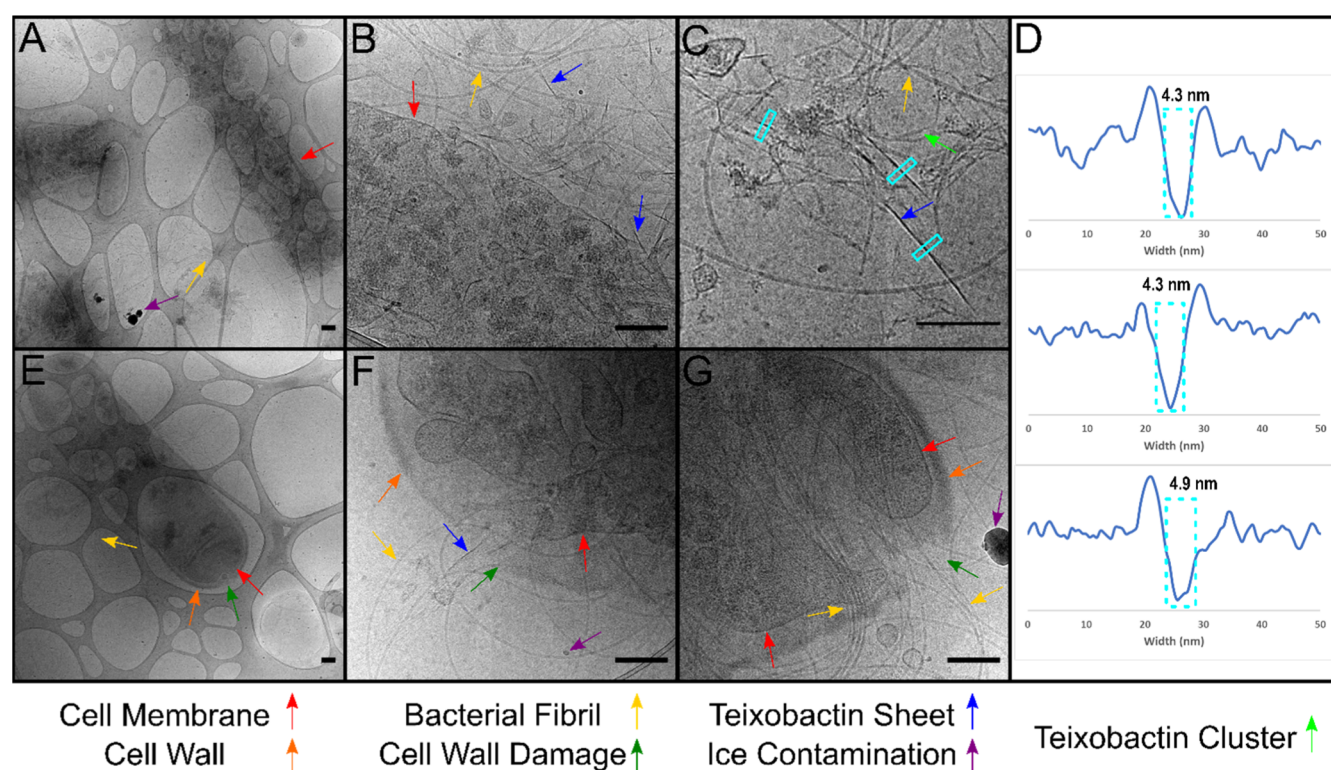 A
B
C
D
4.3 nm
0 10 20 30 40 50
Width (nm)
4.3 nm
0 10 20 30 40 50
Width (nm)
4.9 nm
0 10 20 30 40 50
Width (nm)
E
F
G
Cell Membrane Bacterial Fibril Teixobactin Sheet Teixobactin Cluster
Cell Wall Cell Wall Damage Ice Contamination